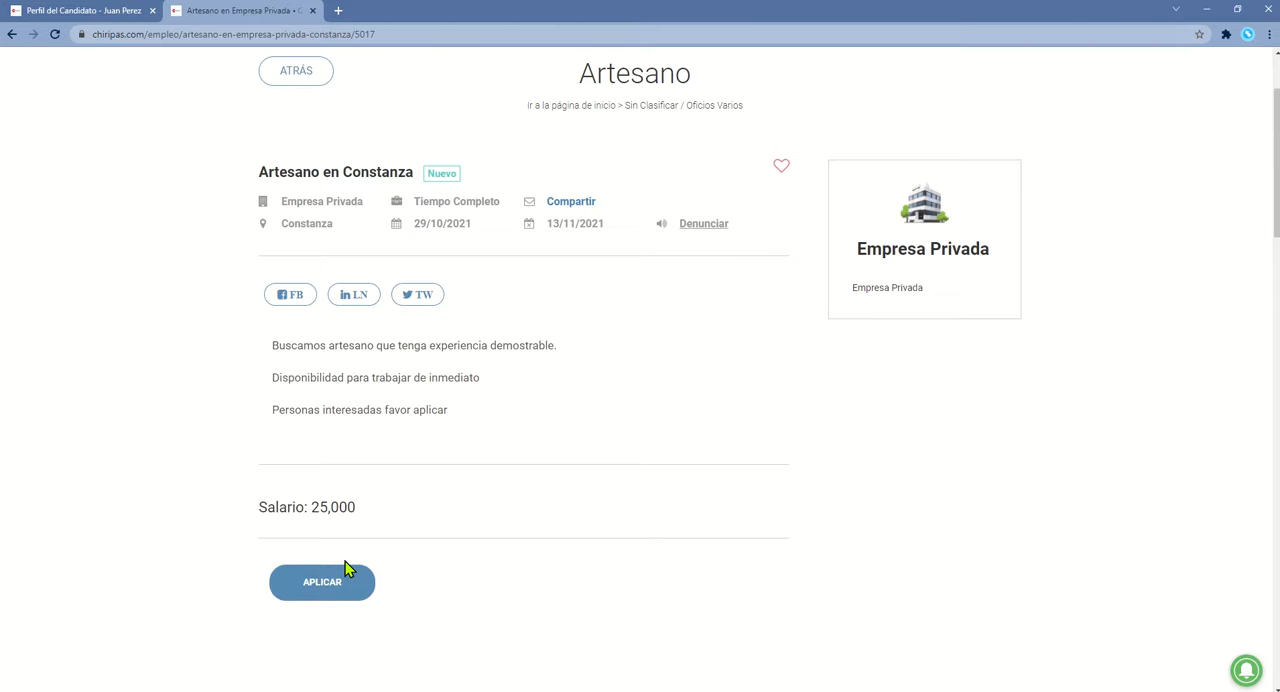 Perfil del Candidato - Juan Perez
Artesano en Empresa Privada • C
chiripas.com/empleo/artesano-en-empresa-privada-constanza/5017
ATRÁS
Artesano
Ir a la página de inicio > Sin Clasificar / Oficios Varios
Artesano en Constanza Nuevo
Empresa Privada Tiempo Completo Compartir
Constanza 29/10/2021 13/11/2021 Denunciar
Empresa Privada
Empresa Privada
FB LN TW
Buscamos artesano que tenga experiencia demostrable.
Disponibilidad para trabajar de inmediato
Personas interesadas favor aplicar
Salario: 25,000
APLICAR